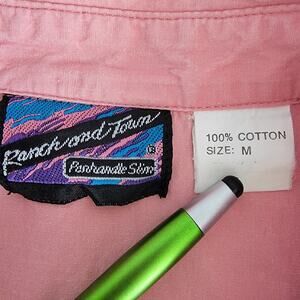 Ranch and Town
®
Panhandle Slim
100% COTTON
SIZE: M